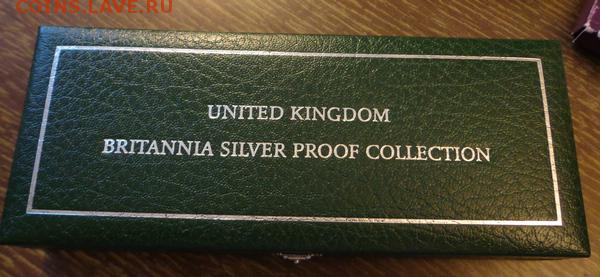 COINS.LAVE.RU
UNITED KINGDOM
BRITANNIA SILVER PROOF COLLECTION